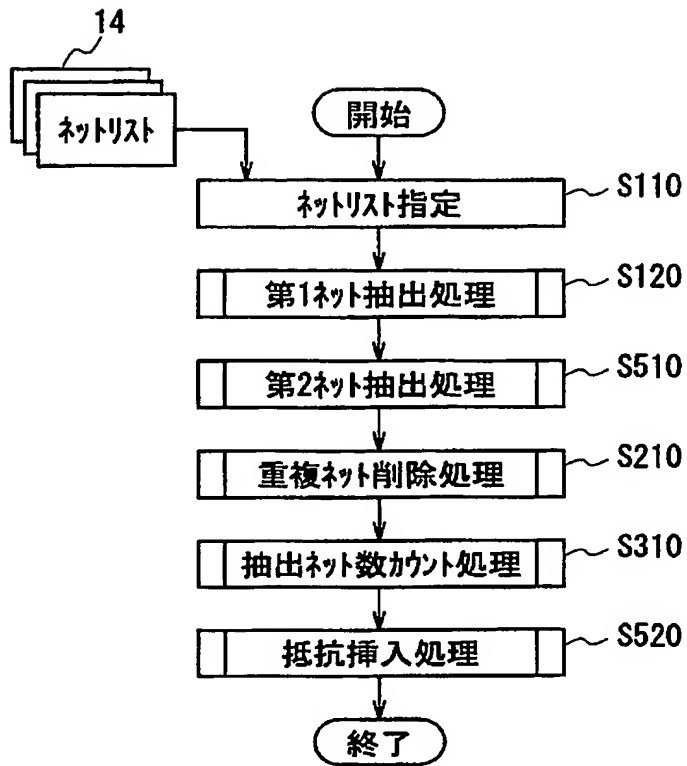 14
ネットリスト
開始
ネットリスト指定
S110
第1ネット抽出処理
S120
第2ネット抽出処理
S510
重複ネット削除処理
S210
抽出ネット数カウント処理
S310
抵抗挿入処理
S520
終了